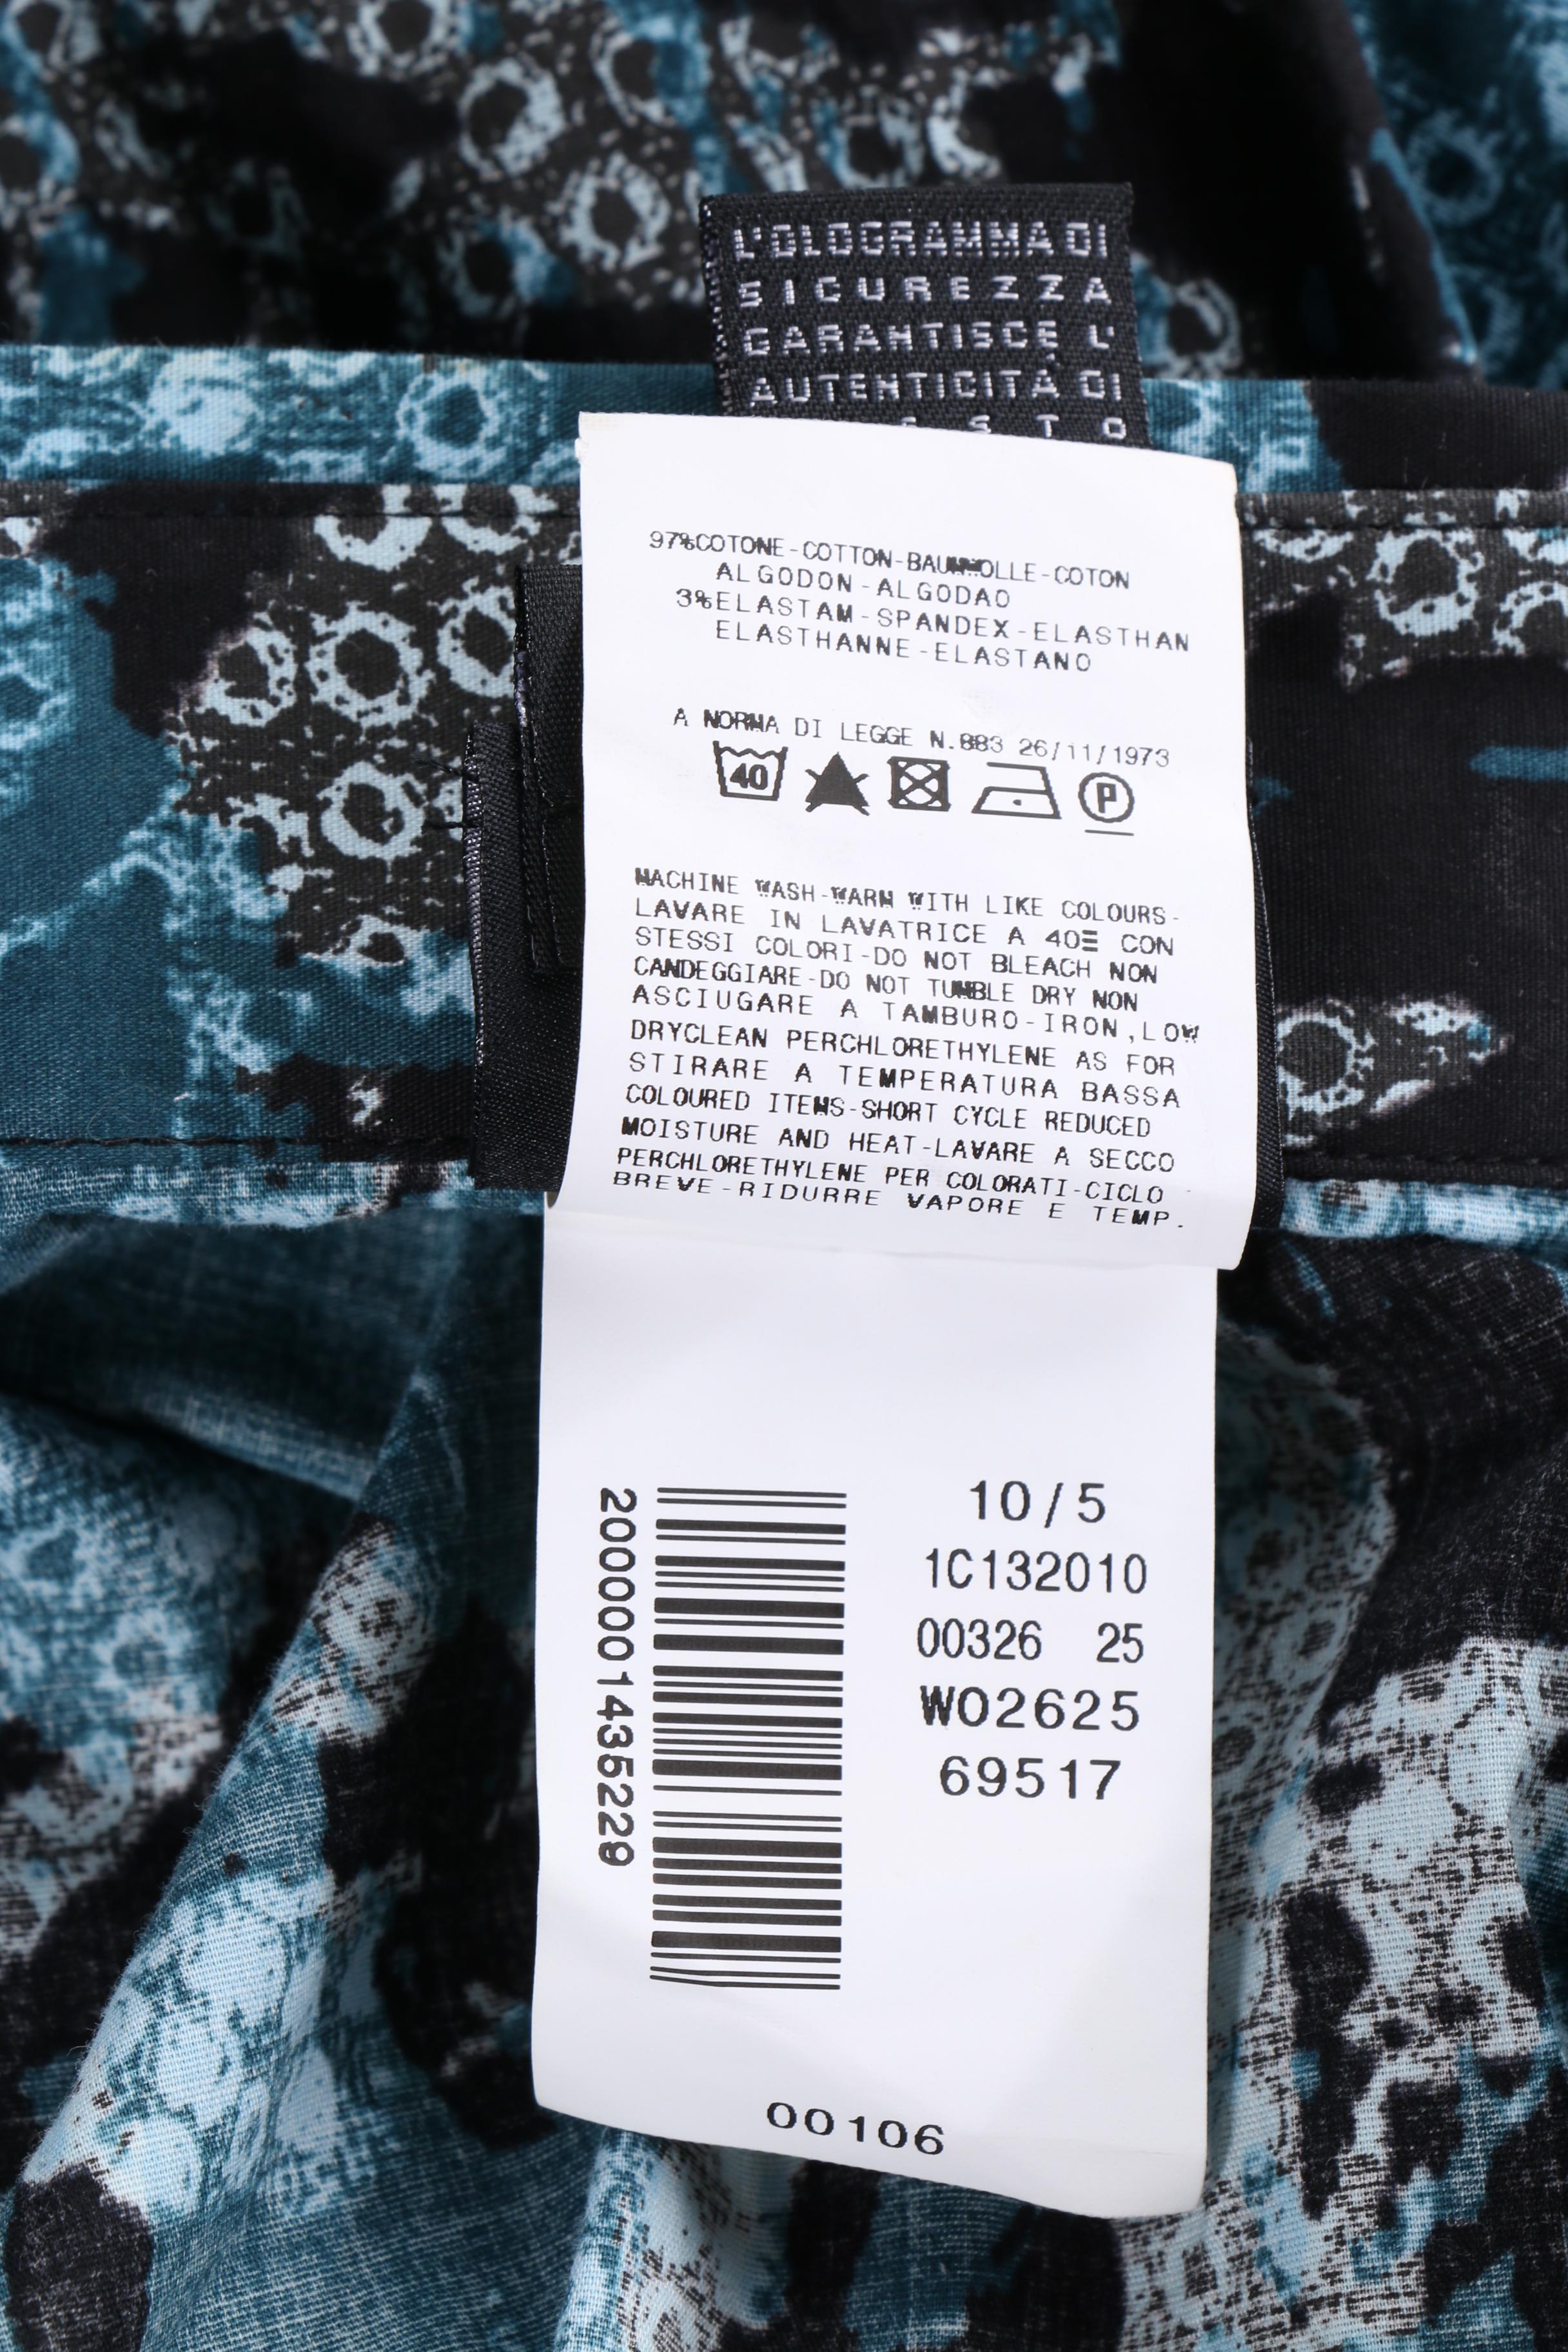 L'OLOGRAMMA DI
SICUREZZA
GARANTISCE L'
AUTENTICITÀ DI
STO
97%COTONE-COTTON-BAUMWOLLE-COTON
ALGODON-ALGODAO
3%ELASTAM-SPANDEX-ELASTHAN
ELASTHANNE-ELASTANO
A NORMA DI LEGGE N.883 26/11/1973
40 P
MACHINE WASH-WARM WITH LIKE COLOURS-
LAVARE IN LAVATRICE A 40 CON
STESSI COLORI-DO NOT BLEACH NON
CANDEGGIARE-DO NOT TUMBLE DRY NON
ASCIUGARE A TAMBURO-IRON,LOW
DRYCLEAN PERCHLORETHYLENE AS FOR
STIRARE A TEMPERATURA BASSA
COLOURED ITEMS-SHORT CYCLE REDUCED
MOISTURE AND HEAT-LAVARE A SECCO
PERCHLORETHYLENE PER COLORATI-CICLO -
BREVE-RIDURRE VAPORE E TEMP.
2000001435229
10/5
1C132010
00326 25
W02625
69517
00106